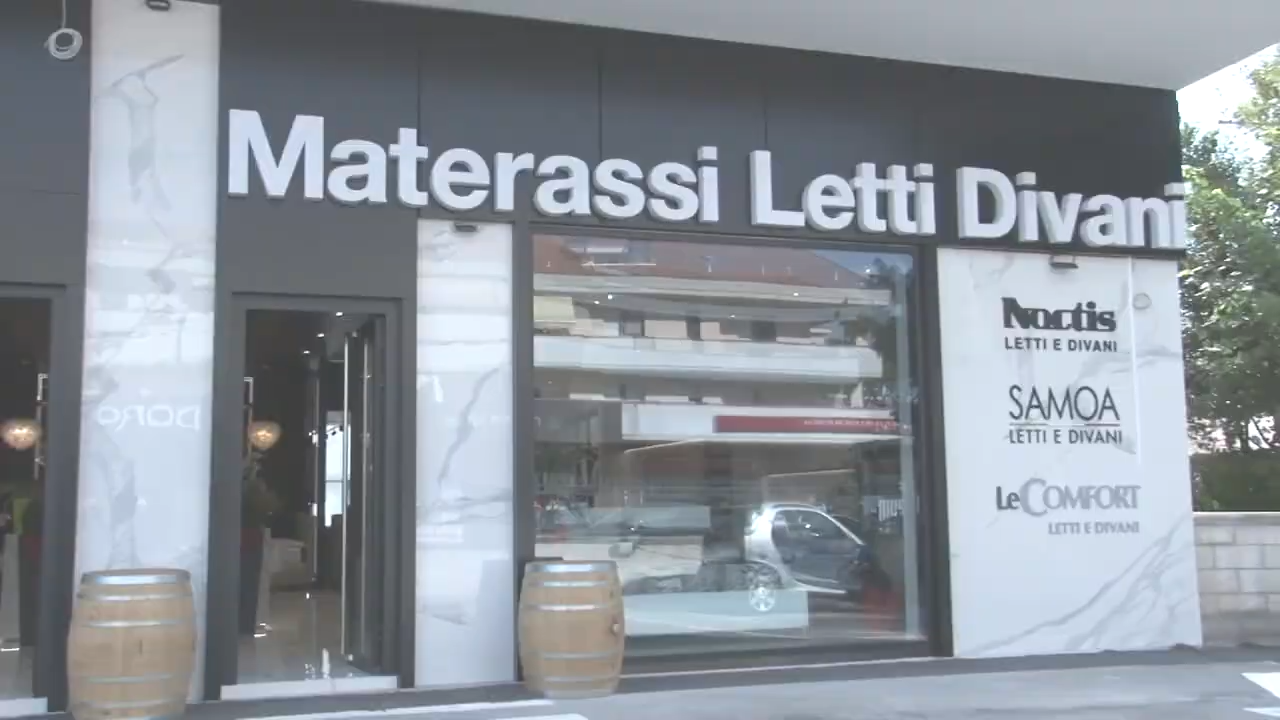 Materassi Letti Divani
Noctis
LETTI E DIVANI
SAMOA
LETTI E DIVANI
LeCOMFORT
LETTI E DIVANI